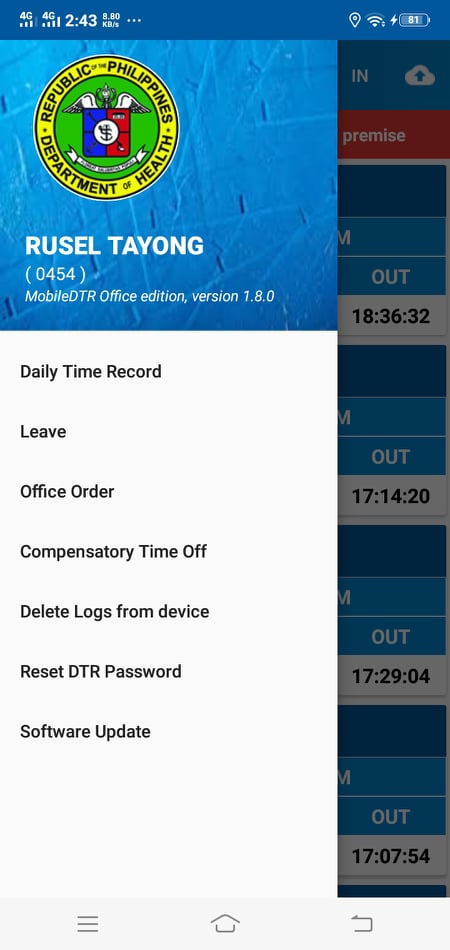 4G 4G 2:43 8.80 KB/s ... 81
IN
premise
REPUBLIC OF THE PHILIPPINES
DEPARTMENT OF HEALTH
RUSEL TAYONG
( 0454 )
MobileDTR Office edition, version 1.8.0
M
OUT
18:36:32
Daily Time Record
Leave
M
Office Order
OUT
17:14:20
Compensatory Time Off
Delete Logs from device
M
OUT
Reset DTR Password
17:29:04
Software Update
M
OUT
17:07:54